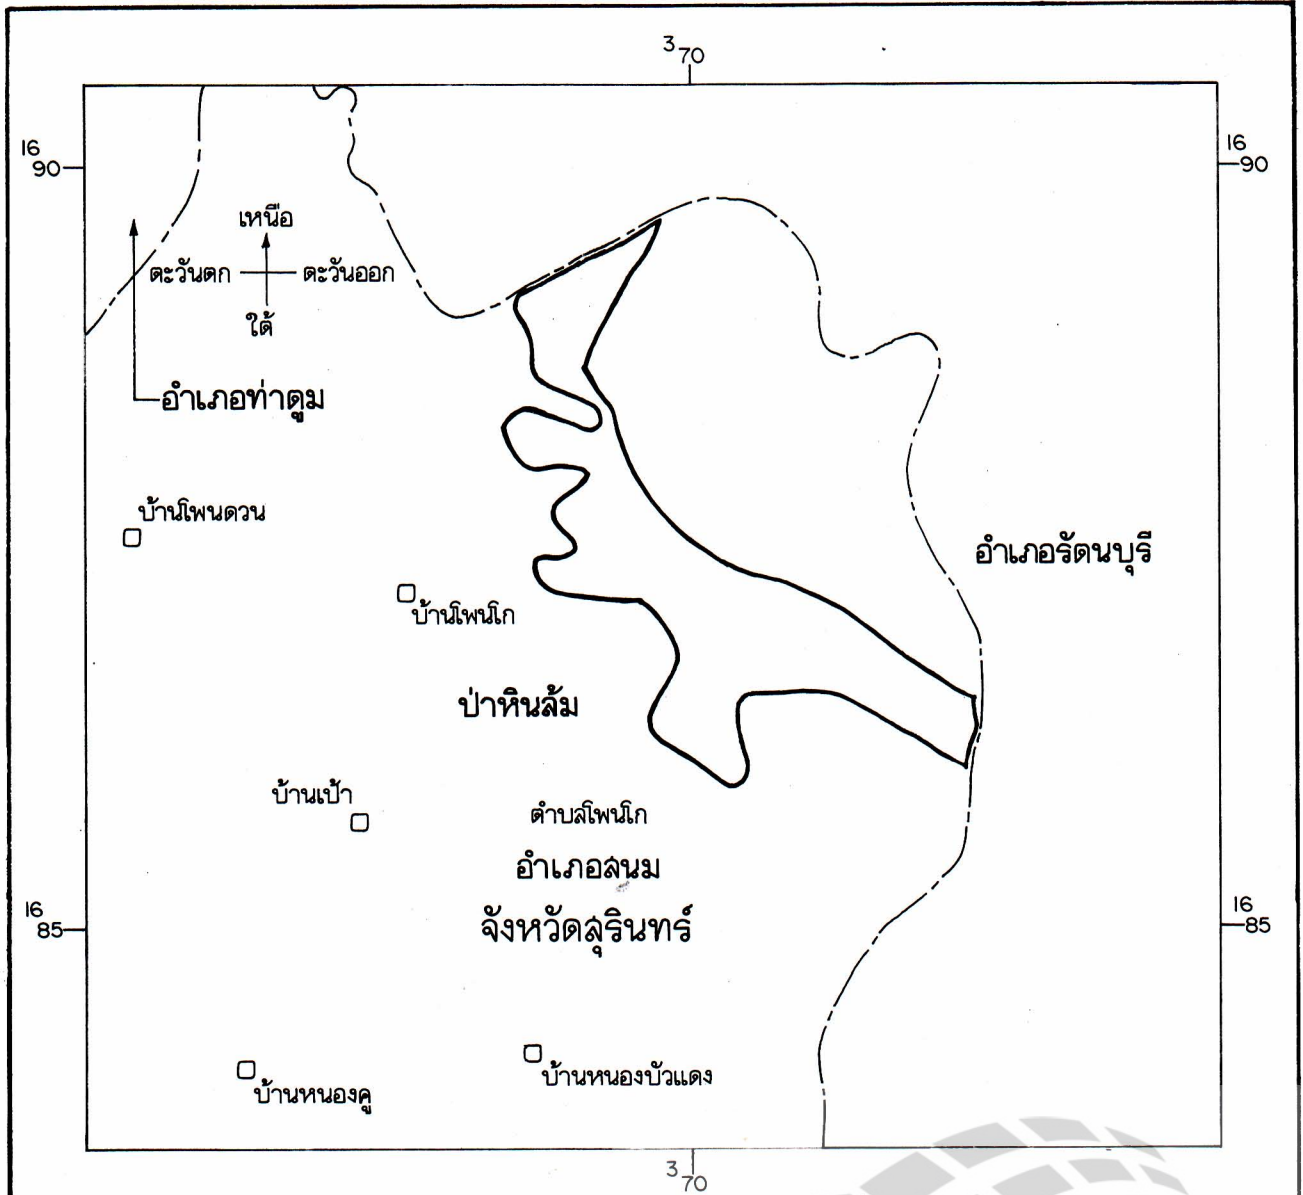 3 70
16 90
16 90
เหนือ
ตะวันตก
ตะวันออก
ใต้
อำเภอท่าตูม
บ้านโพนดวน
อำเภอรัตนบุรี
บ้านโพนโก
ป่าหินล้ม
บ้านเป้า
ตำบลโพนโก
อำเภอสนม
16 85
จังหวัดสุรินทร์
16 85
บ้านหนองบัวแดง
บ้านหนองคู
3 70